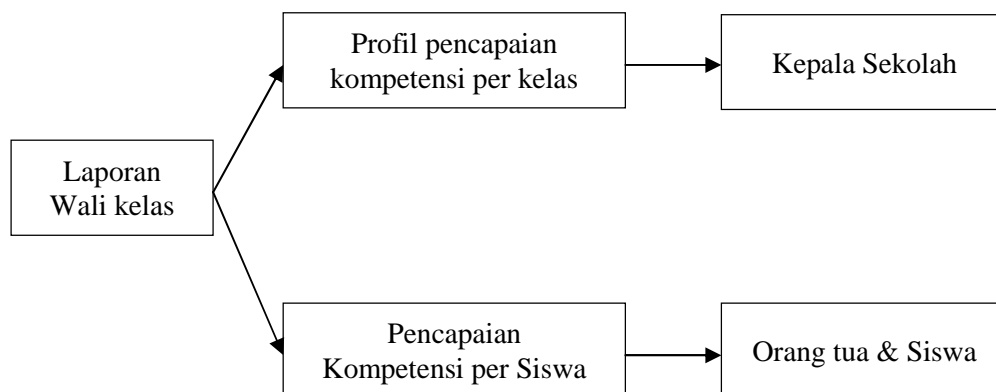 Profil pencapaian
kompetensi per kelas
Kepala Sekolah
Laporan
Wali kelas
Pencapaian
Kompetensi per Siswa
Orang tua & Siswa